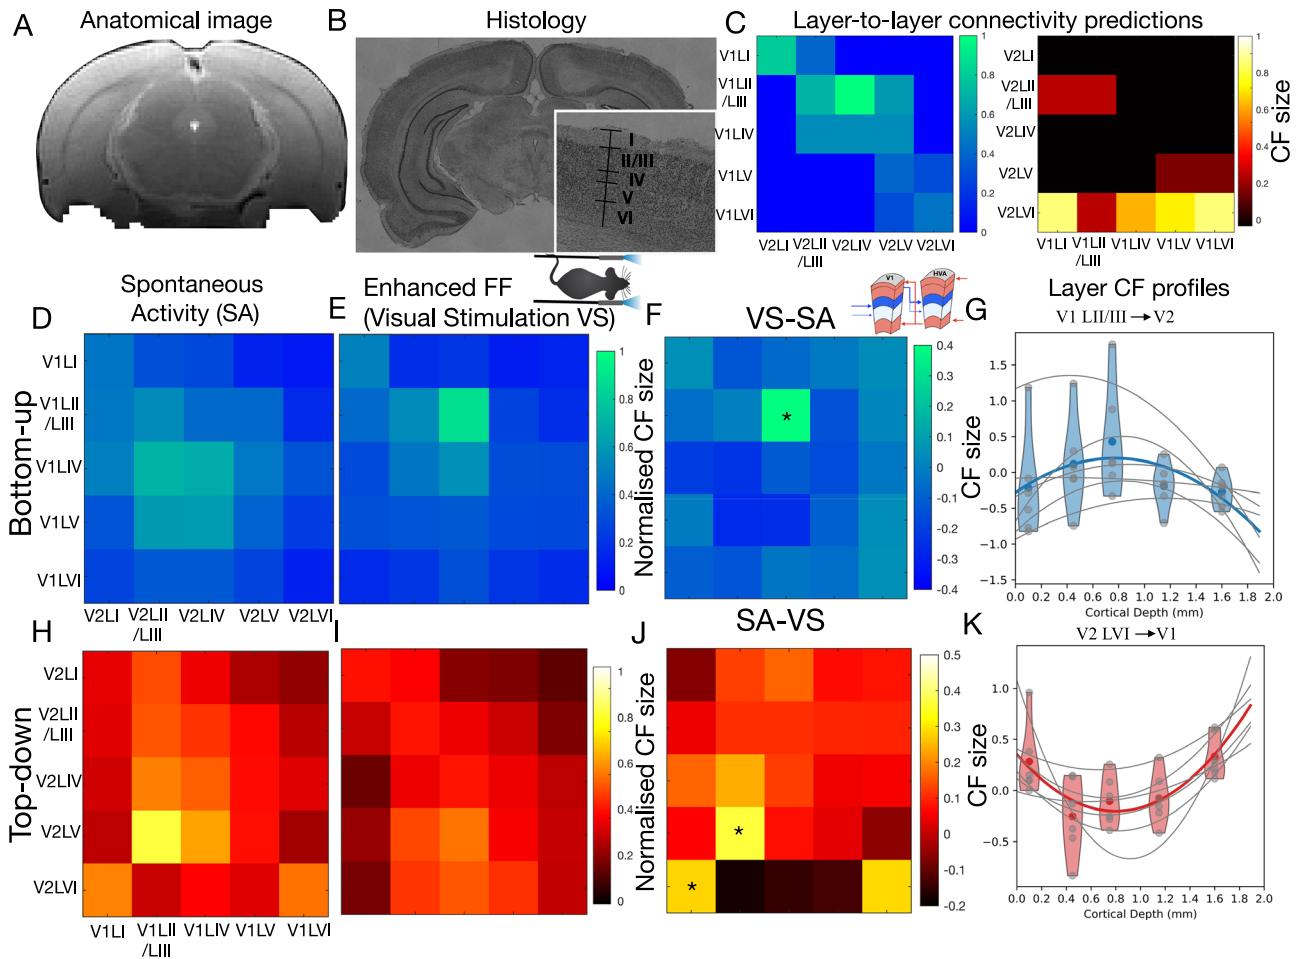 A
Anatomical image
B
Histology
I
II/III
IV
V
VI
C
Layer-to-layer connectivity predictions
V1LI
V1LII
/LIII
V1LIV
V1LV
V1LVI
V2LI
V2LII
/LIII
V2LIV
V2LV
V2LVI
1
0.8
0.6
0.4
0.2
0
V2LI
V2LII
/LIII
V2LIV
V2LV
V2LVI
V1LI
V1LII
/LIII
V1LIV
V1LV
V1LVI
1
0.8
0.6
0.4
0.2
0
CF size
Bottom-up
D
Spontaneous
Activity (SA)
V1LI
V1LII
/LIII
V1LIV
V1LV
V1LVI
V2LI
V2LII
/LIII
V2LIV
V2LV
V2LVI
E
Enhanced FF
(Visual Stimulation VS)
1
0.8
0.6
0.4
0.2
0
Normalised CF size
F
VS-SA
V1
HVA
*
0.4
0.3
0.2
0.1
0
-0.1
-0.2
-0.3
-0.4
G
Layer CF profiles
V1 LII/III → V2
CF size
1.5
1.0
0.5
0.0
−0.5
−1.0
−1.5
0.0 0.2 0.4 0.6 0.8 1.0 1.2 1.4 1.6 1.8 2.0
Cortical Depth (mm)
Top-down
H
V2LI
V2LII
/LIII
V2LIV
V2LV
V2LVI
V1LI
V1LII
/LIII
V1LIV
V1LV
V1LVI
I
1
0.8
0.6
0.4
0.2
0
Normalised CF size
J
SA-VS
*
*
0.5
0.4
0.3
0.2
0.1
0
-0.1
-0.2
K
V2 LVI → V1
CF size
1.0
0.5
0.0
−0.5
0.0 0.2 0.4 0.6 0.8 1.0 1.2 1.4 1.6 1.8 2.0
Cortical Depth (mm)